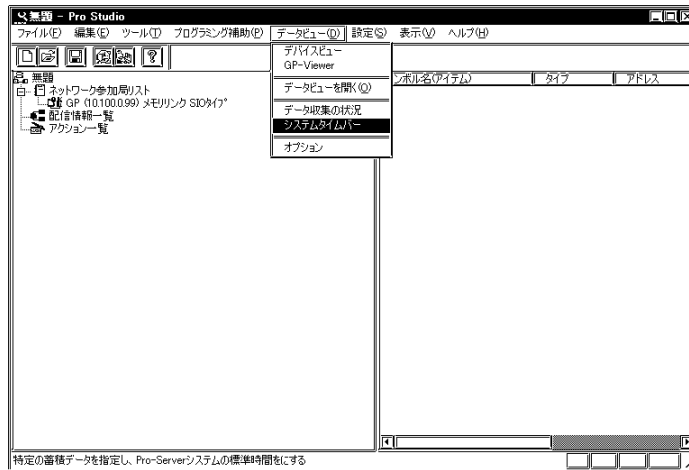 無題 - Pro Studio
ファイル(F) 編集(E) ツール(T) プログラミング補助(P) データビュー(D) 設定(S) 表示(V) ヘルプ(H)
デバイスビュー
GP-Viewer
データビューを開く(O)
データ収集の状況
システムタイムバー
オプション
無題
ネットワーク参加局リスト
GP (10.100.0.99) メモリリンク SIOタイプ
配信情報一覧
アクション一覧
ンボル名(アイテム) タイプ アドレス
特定の蓄積データを指定し、Pro-Serverシステムの標準時間をにする